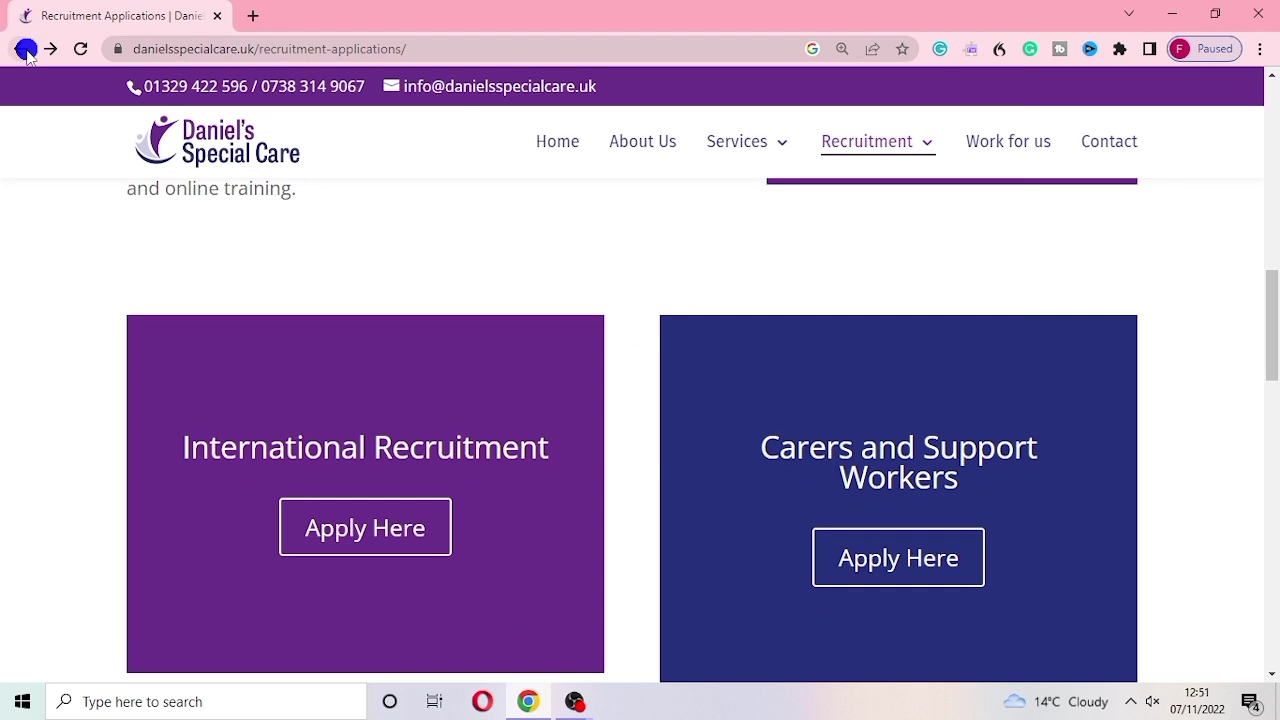 Recruitment Applications | Danie
danielsspecialcare.uk/recruitment-applications/
F Paused
01329 422 596 / 0738 314 9067 info@danielsspecialcare.uk
Daniel's
Special Care
Home About Us Services Recruitment Work for us Contact
and online training.
International Recruitment
Apply Here
Carers and Support
Workers
Apply Here
Type here to search
14°C Cloudy
12:51
07/11/2022
4